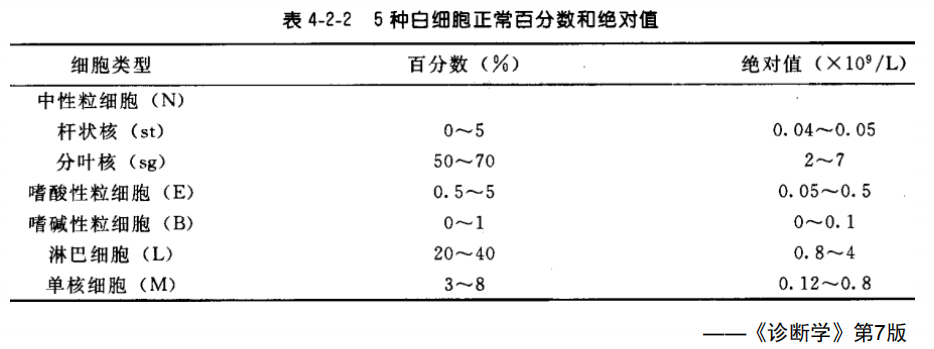 表 4-2-2 5 种白细胞正常百分数和绝对值
细胞类型 百分数（%） 绝对值（×10⁹/L）
中性粒细胞（N）
杆状核（st） 0～5 0.04～0.05
分叶核（sg） 50～70 2～7
嗜酸性粒细胞（E） 0.5～5 0.05～0.5
嗜碱性粒细胞（B） 0～1 0～0.1
淋巴细胞（L） 20～40 0.8～4
单核细胞（M） 3～8 0.12～0.8
——《诊断学》第7版